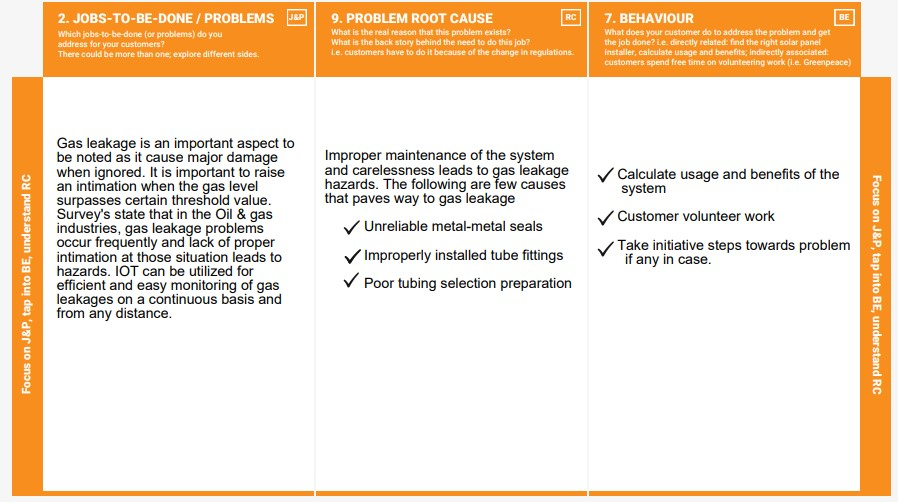 2. JOBS-TO-BE-DONE / PROBLEMS
J&P
Which jobs-to-be-done (or problems) do you
address for your customers?
There could be more than one; explore different sides.
9. PROBLEM ROOT CAUSE
RC
What is the real reason that this problem exists?
What is the back story behind the need to do this job?
i.e. customers have to do it because of the change in regulations.
7. BEHAVIOUR
BE
What does your customer do to address the problem and get
the job done? i.e. directly related: find the right solar panel
installer, calculate usage and benefits; indirectly associated:
customers spend free time on volunteering work (i.e. Greenpeace)
Focus on J&P, tap into BE, understand RC
Gas leakage is an important aspect to
be noted as it cause major damage
when ignored. It is important to raise
an intimation when the gas level
surpasses certain threshold value.
Survey's state that in the Oil & gas
industries, gas leakage problems
occur frequently and lack of proper
intimation at those situation leads to
hazards. IOT can be utilized for
efficient and easy monitoring of gas
leakages on a continuous basis and
from any distance.
Improper maintenance of the system
and carelessness leads to gas leakage
hazards. The following are few causes
that paves way to gas leakage
✓ Unreliable metal-metal seals
✓ Improperly installed tube fittings
✓ Poor tubing selection preparation
✓ Calculate usage and benefits of the
system
✓ Customer volunteer work
✓ Take initiative steps towards problem
if any in case.
Focus on J&P, tap into BE, understand RC